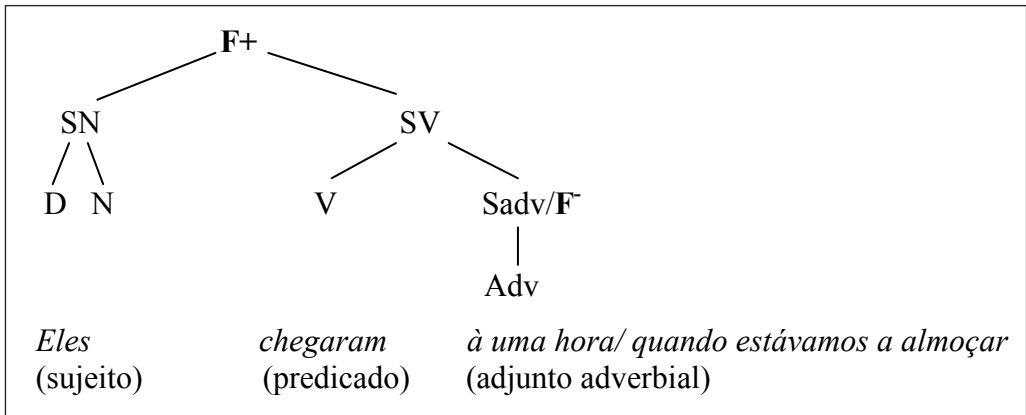 F+
SN SV
D N V Sadv/F-
Adv
Eles chegaram à uma hora/ quando estávamos a almoçar
(sujeito) (predicado) (adjunto adverbial)